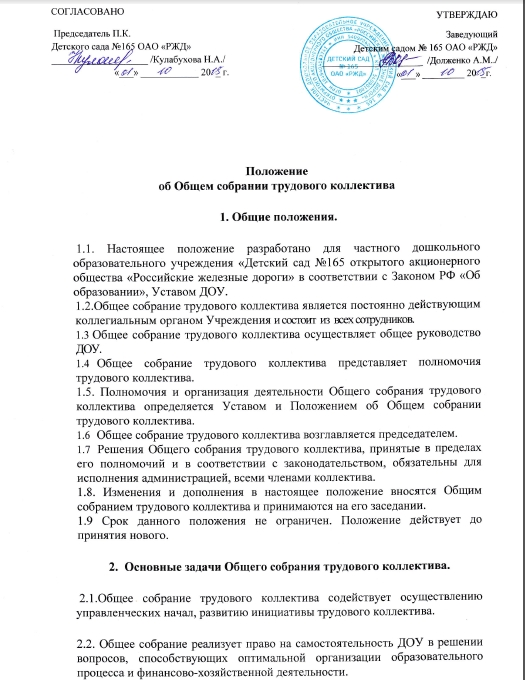 СОГЛАСОВАНО
УТВЕРЖДАЮ
Председатель П.К.
Заведующий
Детского сада №165 ОАО «РЖД»
Детским садом № 165 ОАО «РЖД»
/Кулабухова Н.А./
/Долженко А.М../
«01» 10 2015 г.
«01» 10 2015 г.
ДЕТСКИЙ САД
№ 165
ОАО «РЖД»
Положение
об Общем собрании трудового коллектива
1. Общие положения.
1.1. Настоящее положение разработано для частного дошкольного
образовательного учреждения «Детский сад №165 открытого акционерного
общества «Российские железные дороги» в соответствии с Законом РФ «Об
образовании», Уставом ДОУ.
1.2.Общее собрание трудового коллектива является постоянно действующим
коллегиальным органом Учреждения и состоит из всех сотрудников.
1.3 Общее собрание трудового коллектива осуществляет общее руководство
ДОУ.
1.4 Общее собрание трудового коллектива представляет полномочия
трудового коллектива.
1.5. Полномочия и организация деятельности Общего собрания трудового
коллектива определяется Уставом и Положением об Общем собрании
трудового коллектива.
1.6 Общее собрание трудового коллектива возглавляется председателем.
1.7 Решения Общего собрания трудового коллектива, принятые в пределах
его полномочий и в соответствии с законодательством, обязательны для
исполнения администрацией, всеми членами коллектива.
1.8. Изменения и дополнения в настоящее положение вносятся Общим
собранием трудового коллектива и принимаются на его заседании.
1.9 Срок данного положения не ограничен. Положение действует до
принятия нового.
2. Основные задачи Общего собрания трудового коллектива.
2.1.Общее собрание трудового коллектива содействует осуществлению
управленческих начал, развитию инициативы трудового коллектива.
2.2. Общее собрание реализует право на самостоятельность ДОУ в решении
вопросов, способствующих оптимальной организации образовательного
процесса и финансово-хозяйственной деятельности.